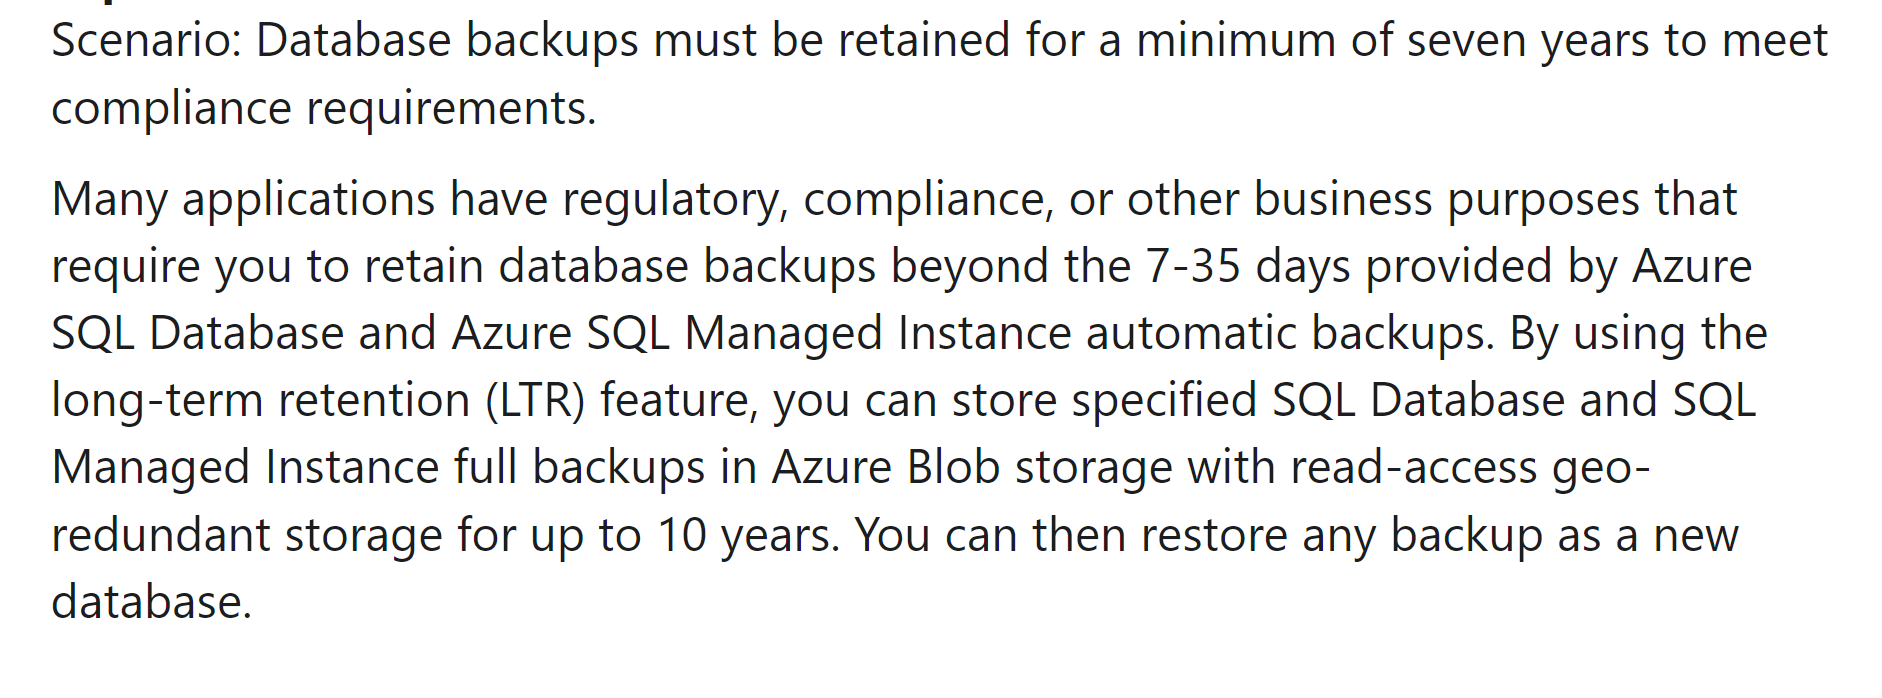 Scenario: Database backups must be retained for a minimum of seven years to meet
compliance requirements.
Many applications have regulatory, compliance, or other business purposes that
require you to retain database backups beyond the 7-35 days provided by Azure
SQL Database and Azure SQL Managed Instance automatic backups. By using the
long-term retention (LTR) feature, you can store specified SQL Database and SQL
Managed Instance full backups in Azure Blob storage with read-access geo-
redundant storage for up to 10 years. You can then restore any backup as a new
database.